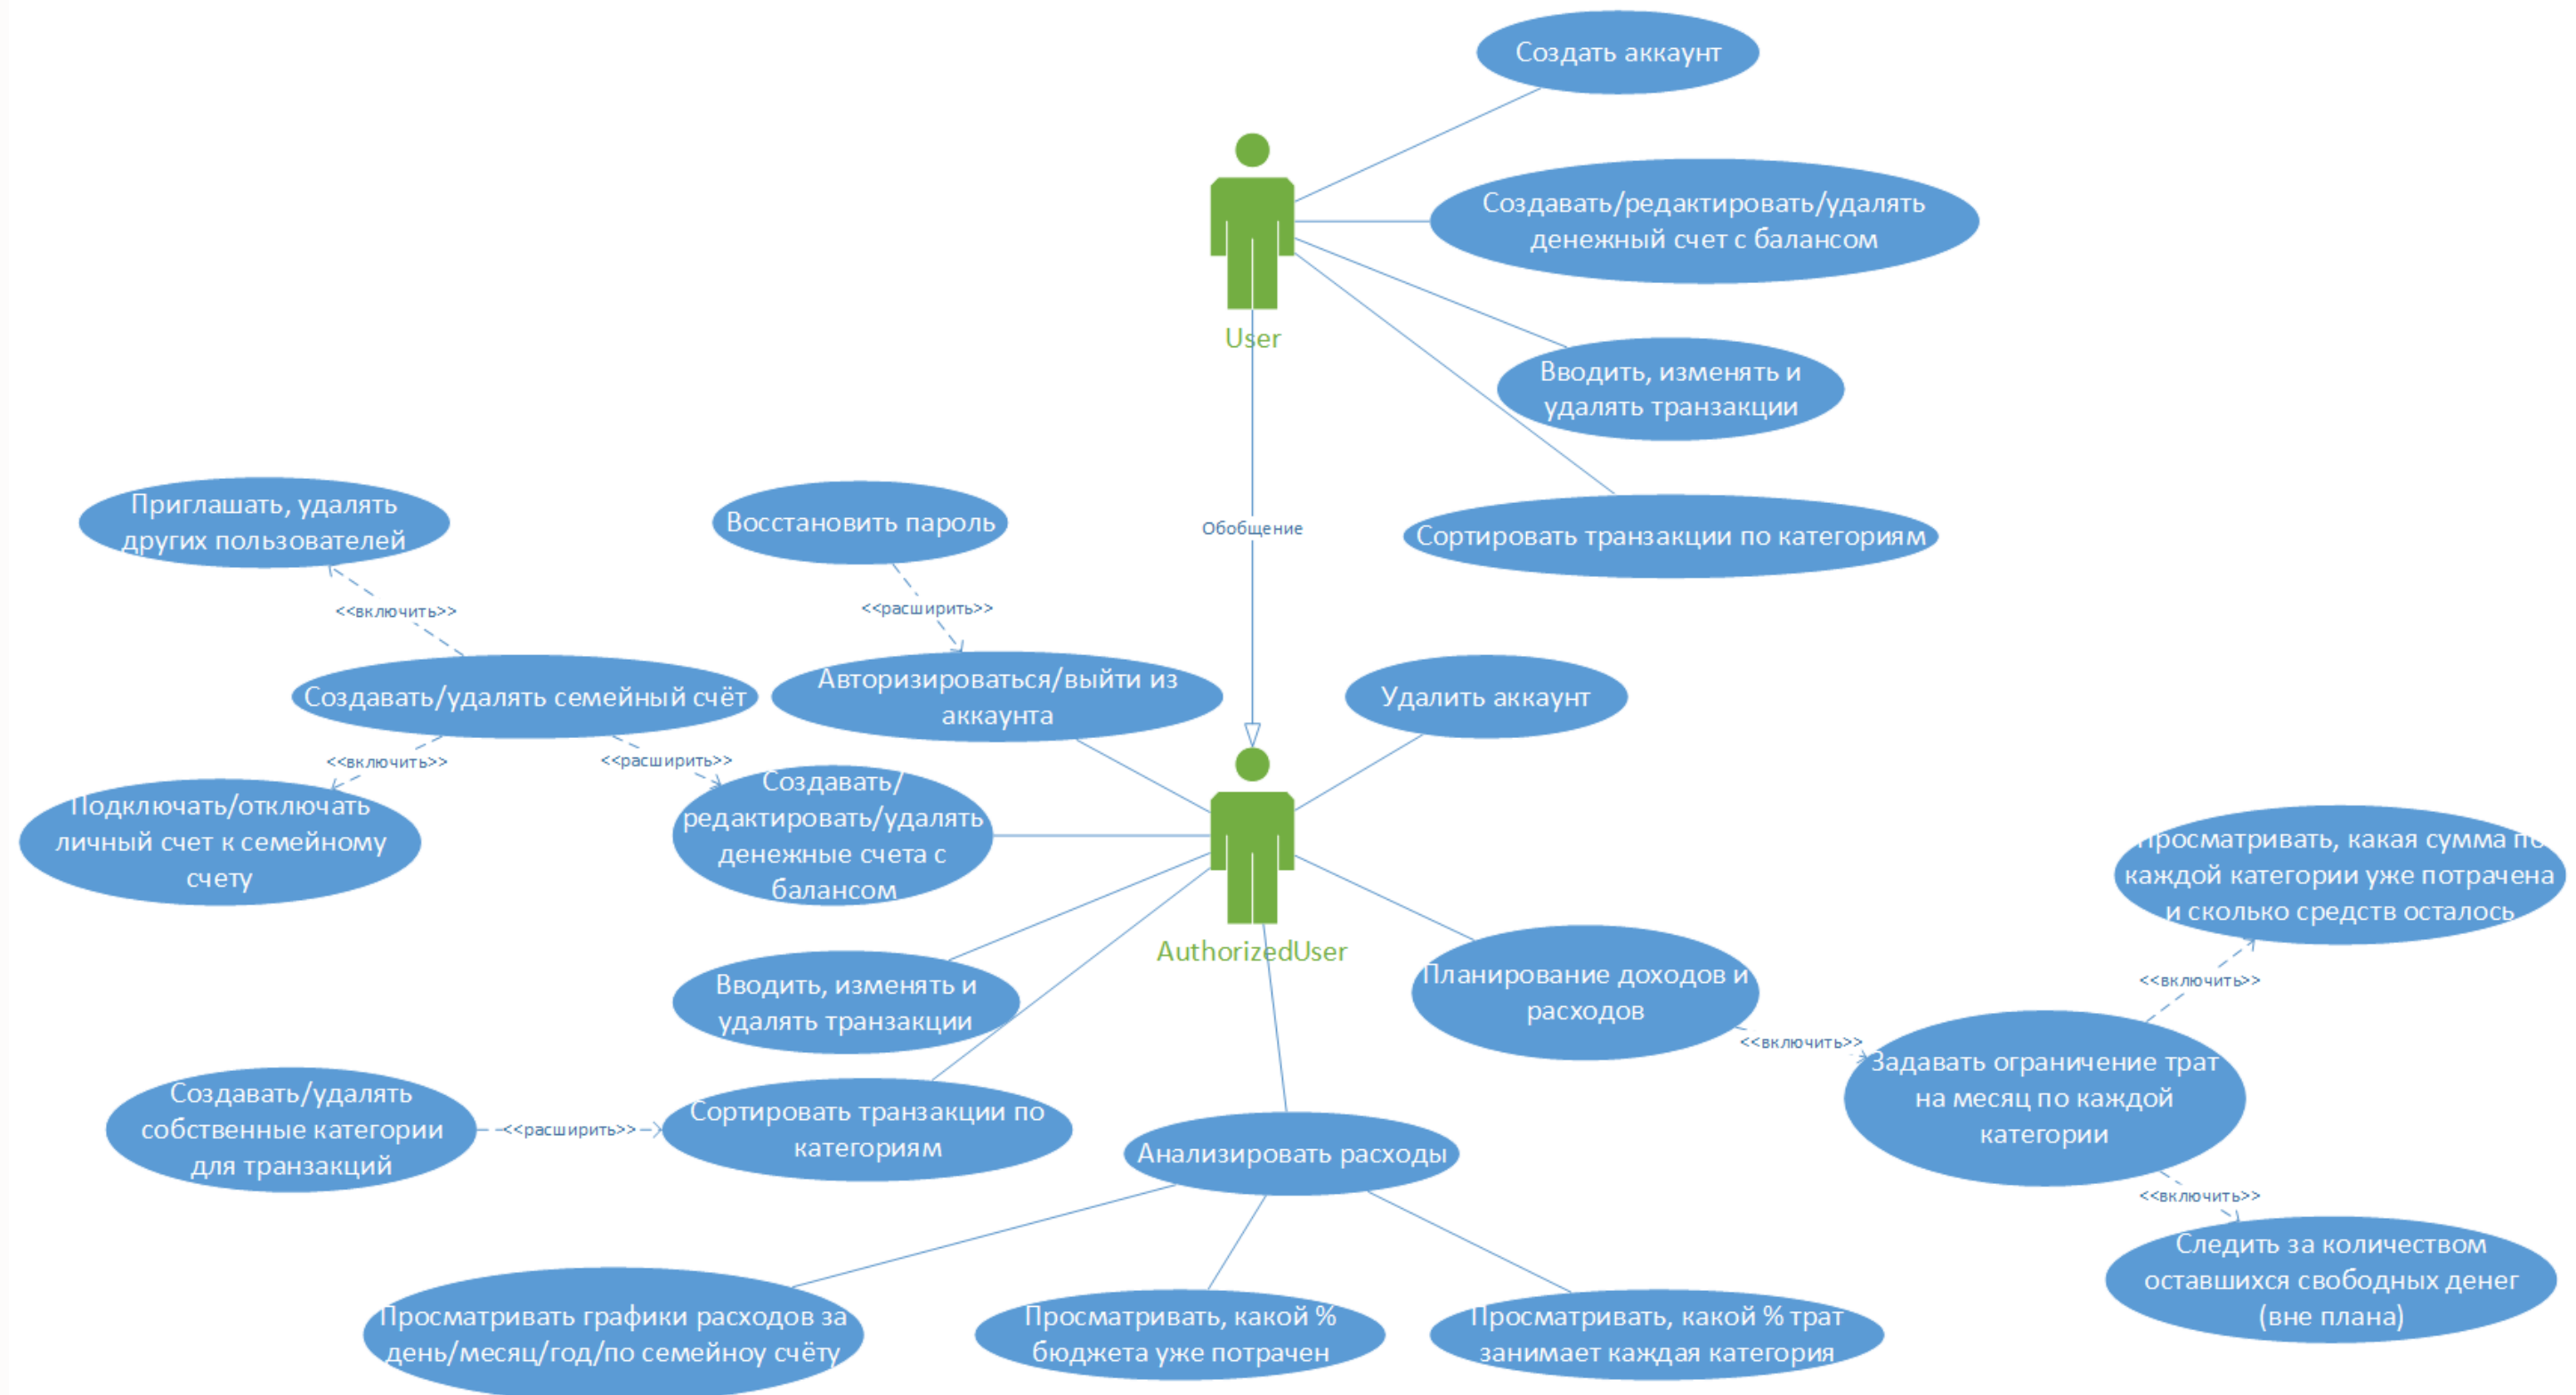 Создать аккаунт
Создавать/редактировать/удалять
денежный счет с балансом
User
Вводить, изменять и
удалять транзакции
Сортировать транзакции по категориям
Обобщение
Приглашать, удалять
других пользователей
Восстановить пароль
<<включить>>
<<расширить>>
Создавать/удалять семейный счёт
Авторизироваться/выйти из
аккаунта
Удалить аккаунт
<<включить>>
<<расширить>>
Подключать/отключать
личный счет к семейному
счету
Создавать/
редактировать/удалять
денежные счета с
балансом
AuthorizedUser
Просматривать, какая сумма по
каждой категории уже потрачена
и сколько средств осталось
Вводить, изменять и
удалять транзакции
Планирование доходов и
расходов
<<включить>>
<<включить>>
Задавать ограничение трат
на месяц по каждой
категории
Создавать/удалять
собственные категории
для транзакций
<<расширить>>
Сортировать транзакции по
категориям
Анализировать расходы
<<включить>>
Следить за количеством
оставшихся свободных денег
(вне плана)
Просматривать графики расходов за
день/месяц/год/по семейноу счёту
Просматривать, какой %
бюджета уже потрачен
Просматривать, какой % трат
занимает каждая категория